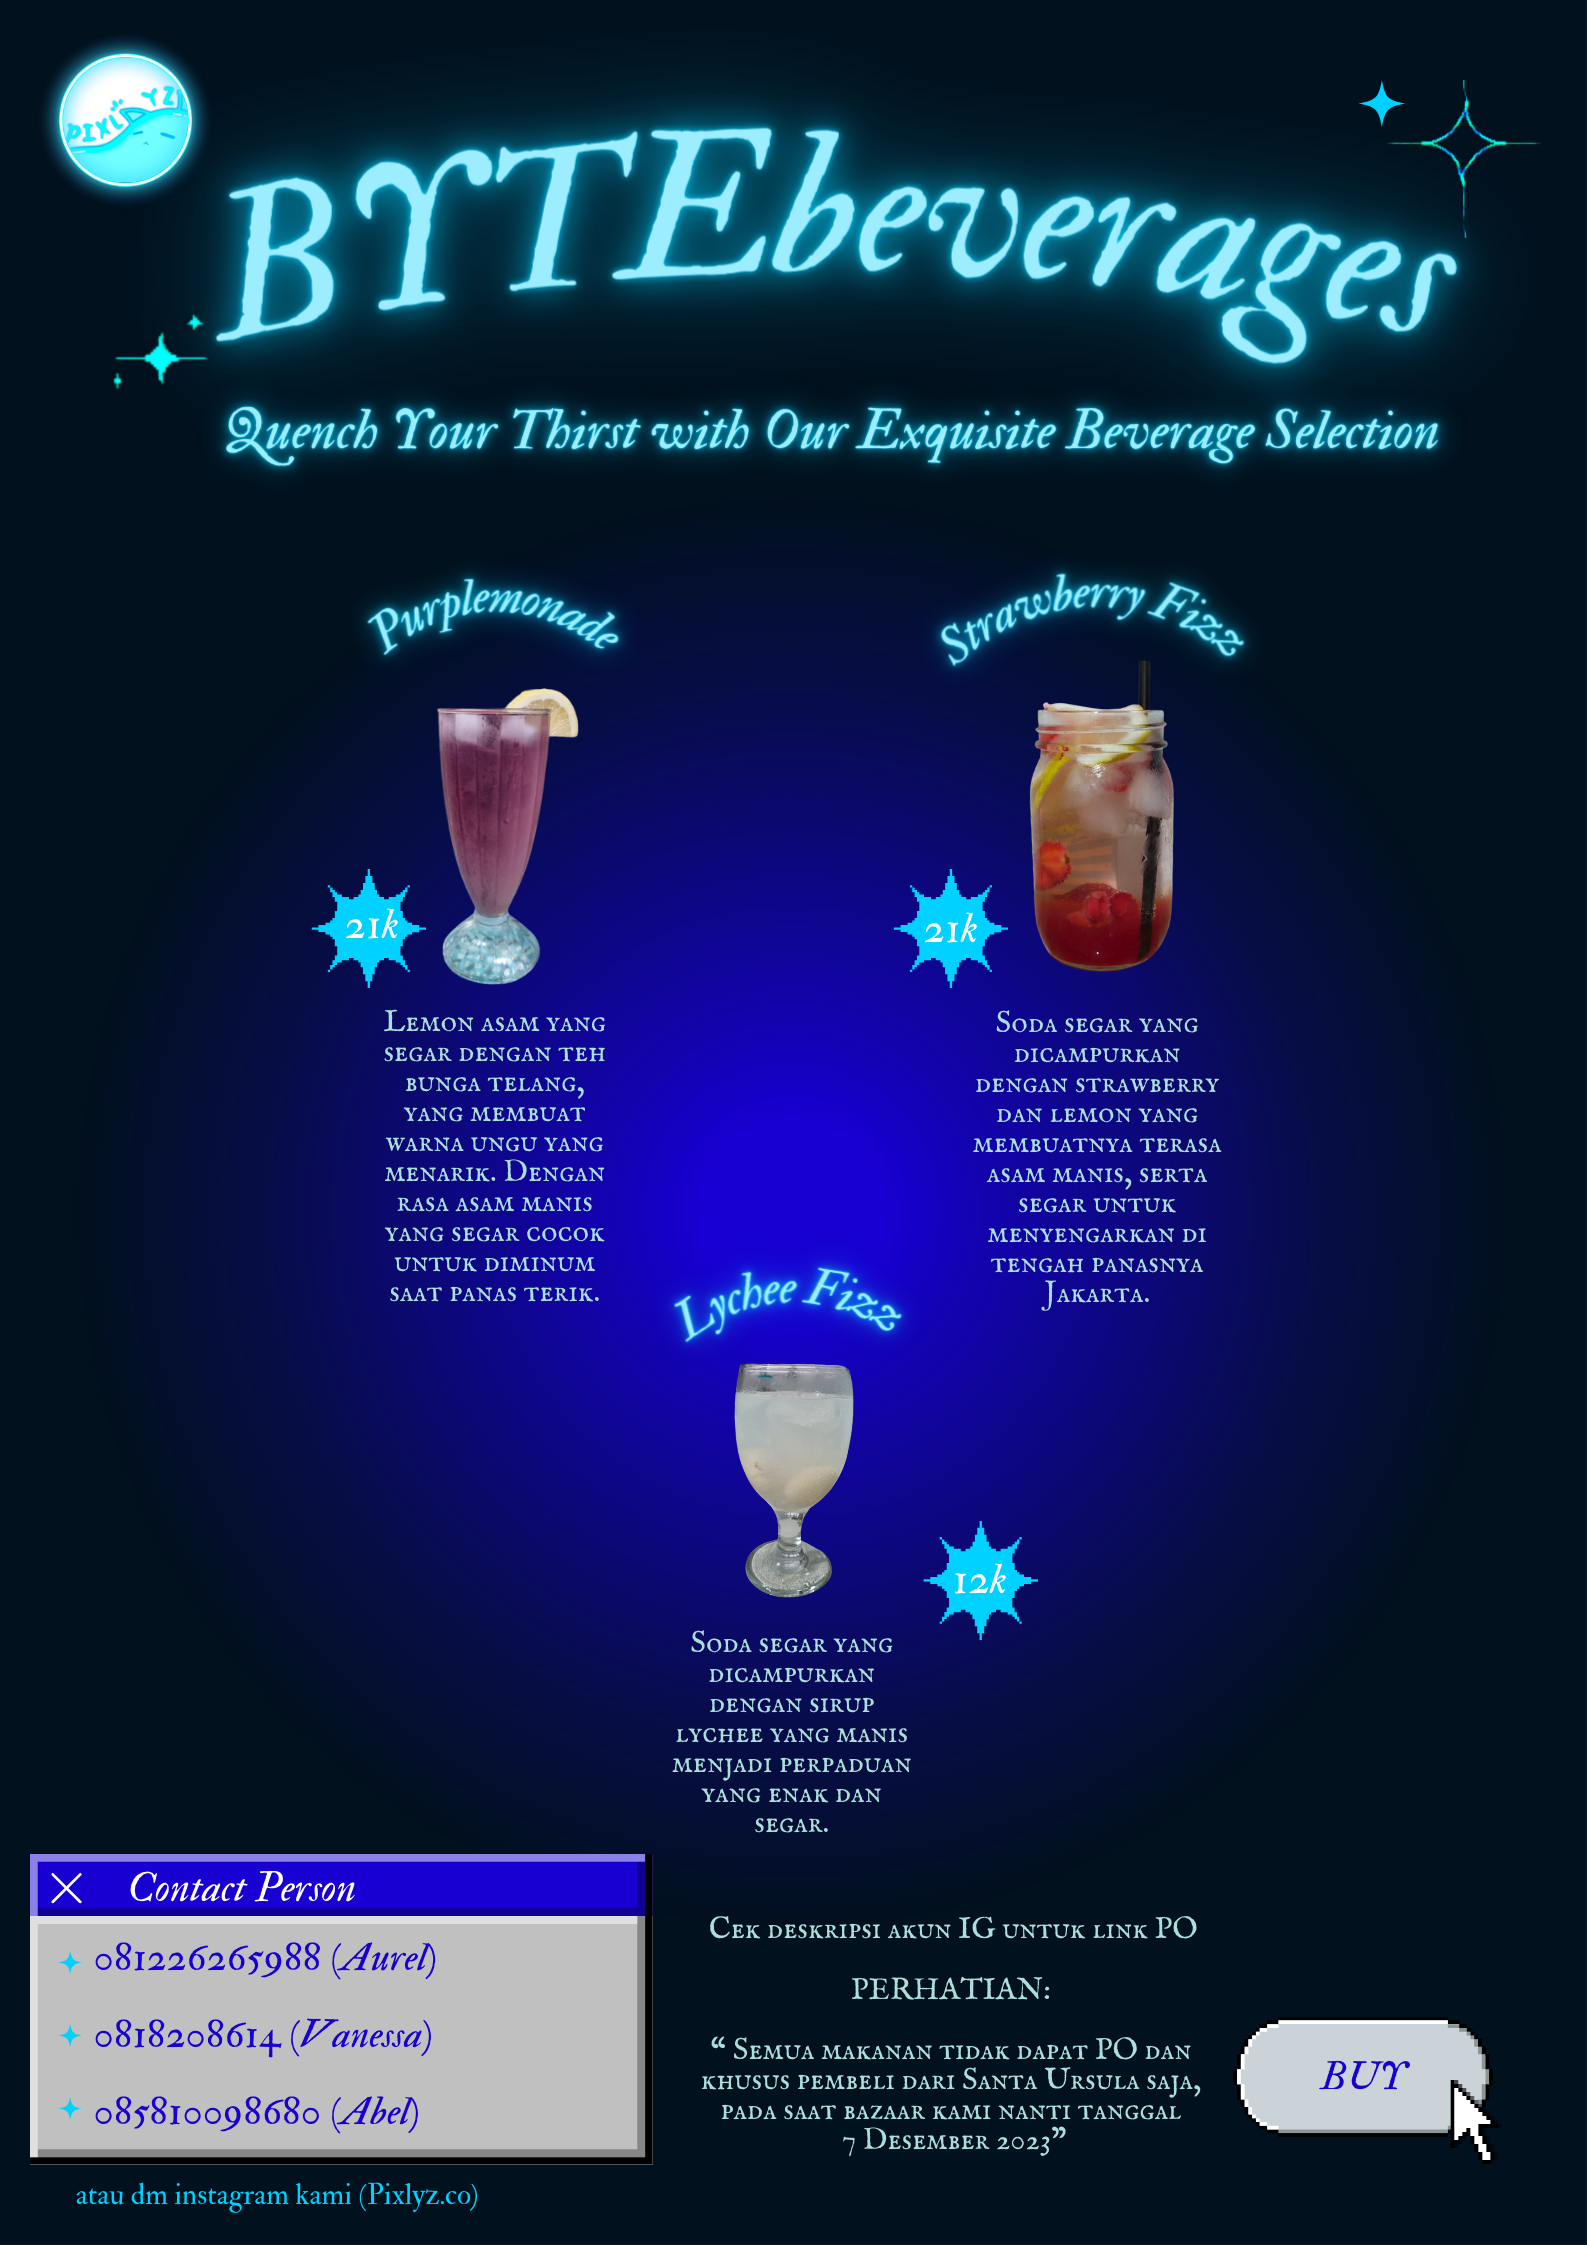 PIXLYZ
BYTEbeverages
Quench Your Thirst with Our Exquisite Beverage Selection
Purplemonade
21k
Lemon asam yang
segar dengan teh
bunga telang,
yang membuat
warna ungu yang
menarik. Dengan
rasa asam manis
yang segar cocok
untuk diminum
saat panas terik.
Strawberry Fizz
21k
Soda segar yang
dicampurkan
dengan strawberry
dan lemon yang
membuatnya terasa
asam manis, serta
segar untuk
menyengarkan di
tengah panasnya
Jakarta.
Lychee Fizz
12k
Soda segar yang
dicampurkan
dengan sirup
lychee yang manis
menjadi perpaduan
yang enak dan
segar.
Contact Person
081226265988 (Aurel)
0818208614 (Vanessa)
085810098680 (Abel)
atau dm instagram kami (Pixlyz.co)
Cek deskripsi akun IG untuk link PO
PERHATIAN:
“ Semua makanan tidak dapat PO dan
khusus pembeli dari Santa Ursula saja,
pada saat bazaar kami nanti tanggal
7 Desember 2023”
BUY